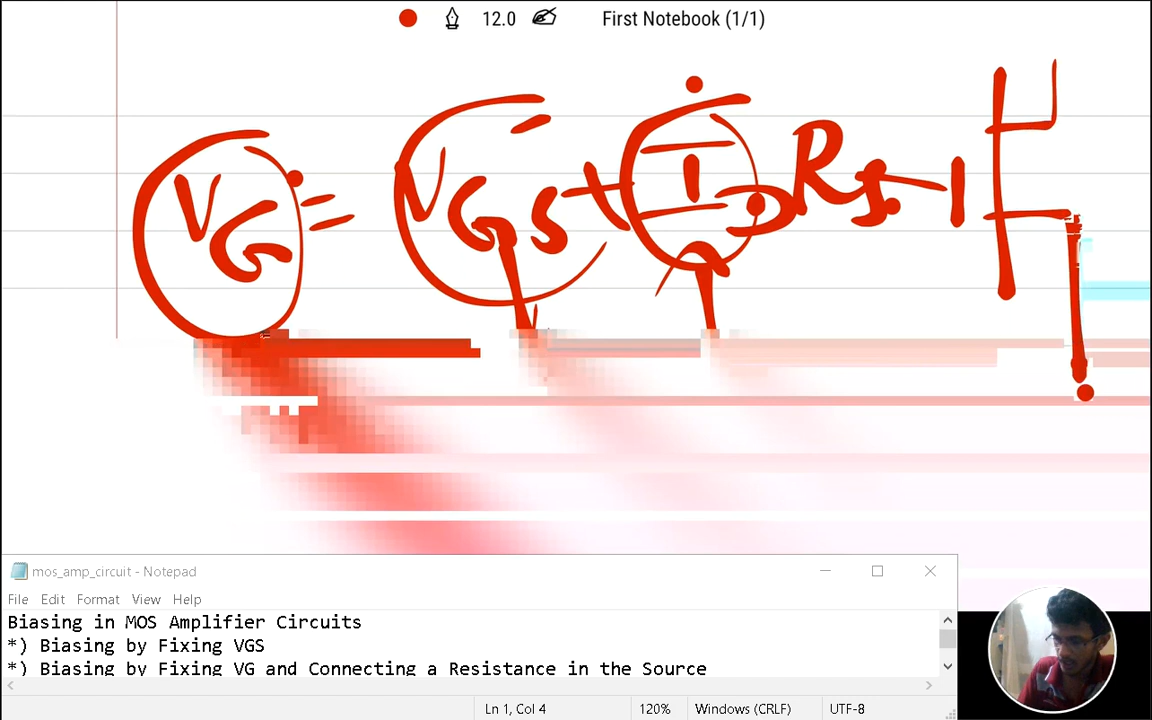 12.0 First Notebook (1/1)
VG = VGS + IDRS
mos_amp_circuit - Notepad
File Edit Format View Help
Biasing in MOS Amplifier Circuits
*) Biasing by Fixing VGS
*) Biasing by Fixing VG and Connecting a Resistance in the Source
Ln 1, Col 4 120% Windows (CRLF) UTF-8